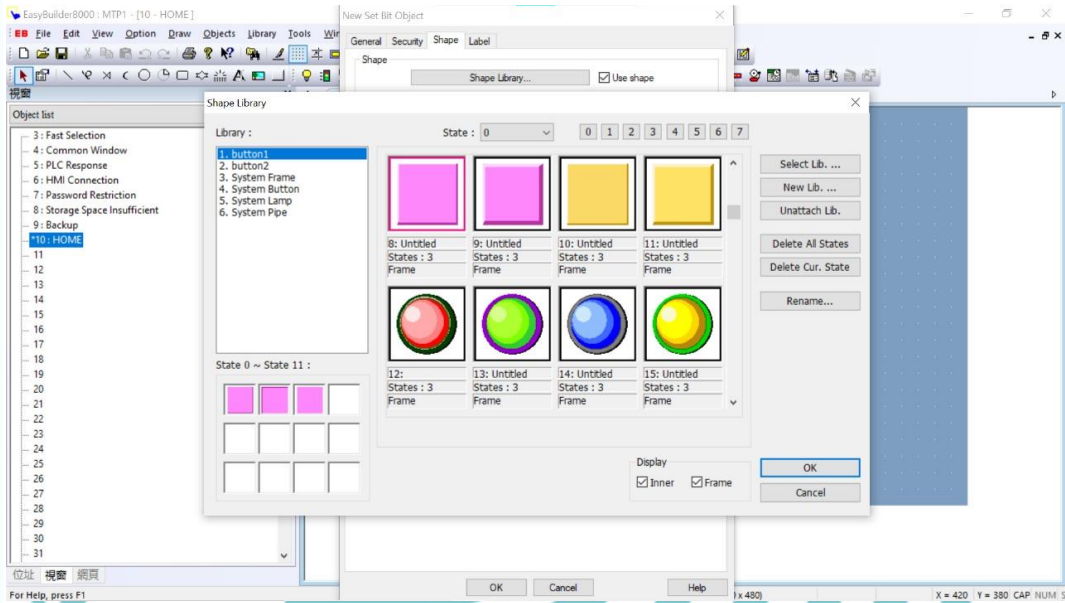 EasyBuilder8000 : MTP1 - [10 - HOME ]
EB File Edit View Option Draw Objects Library Tools
視窗
Object list
3 : Fast Selection
4 : Common Window
5 : PLC Response
6 : HMI Connection
7 : Password Restriction
8 : Storage Space Insufficient
9 : Backup
*10 : HOME
11
12
13
14
15
16
17
18
19
20
21
22
23
24
25
26
27
28
29
30
31
位址 視窗 網頁
For Help, press F1
New Set Bit Object
General Security Shape Label
Shape
Shape Library... Use shape
Shape Library
Library : State : 0 0 1 2 3 4 5 6 7
1. button1
2. button2
3. System Frame
4. System Button
5. System Lamp
6. System Pipe
State 0 ~ State 11 :
8: Untitled 9: Untitled 10: Untitled 11: Untitled
States : 3 States : 3 States : 3 States : 3
Frame Frame Frame Frame
12: 13: Untitled 14: Untitled 15: Untitled
States : 3 States : 3 States : 3 States : 3
Frame Frame Frame Frame
Display
Inner Frame
Select Lib. ...
New Lib. ...
Unattach Lib.
Delete All States
Delete Cur. State
Rename...
OK
Cancel
OK Cancel Help
x 480) X = 420 Y = 380 CAP NUM